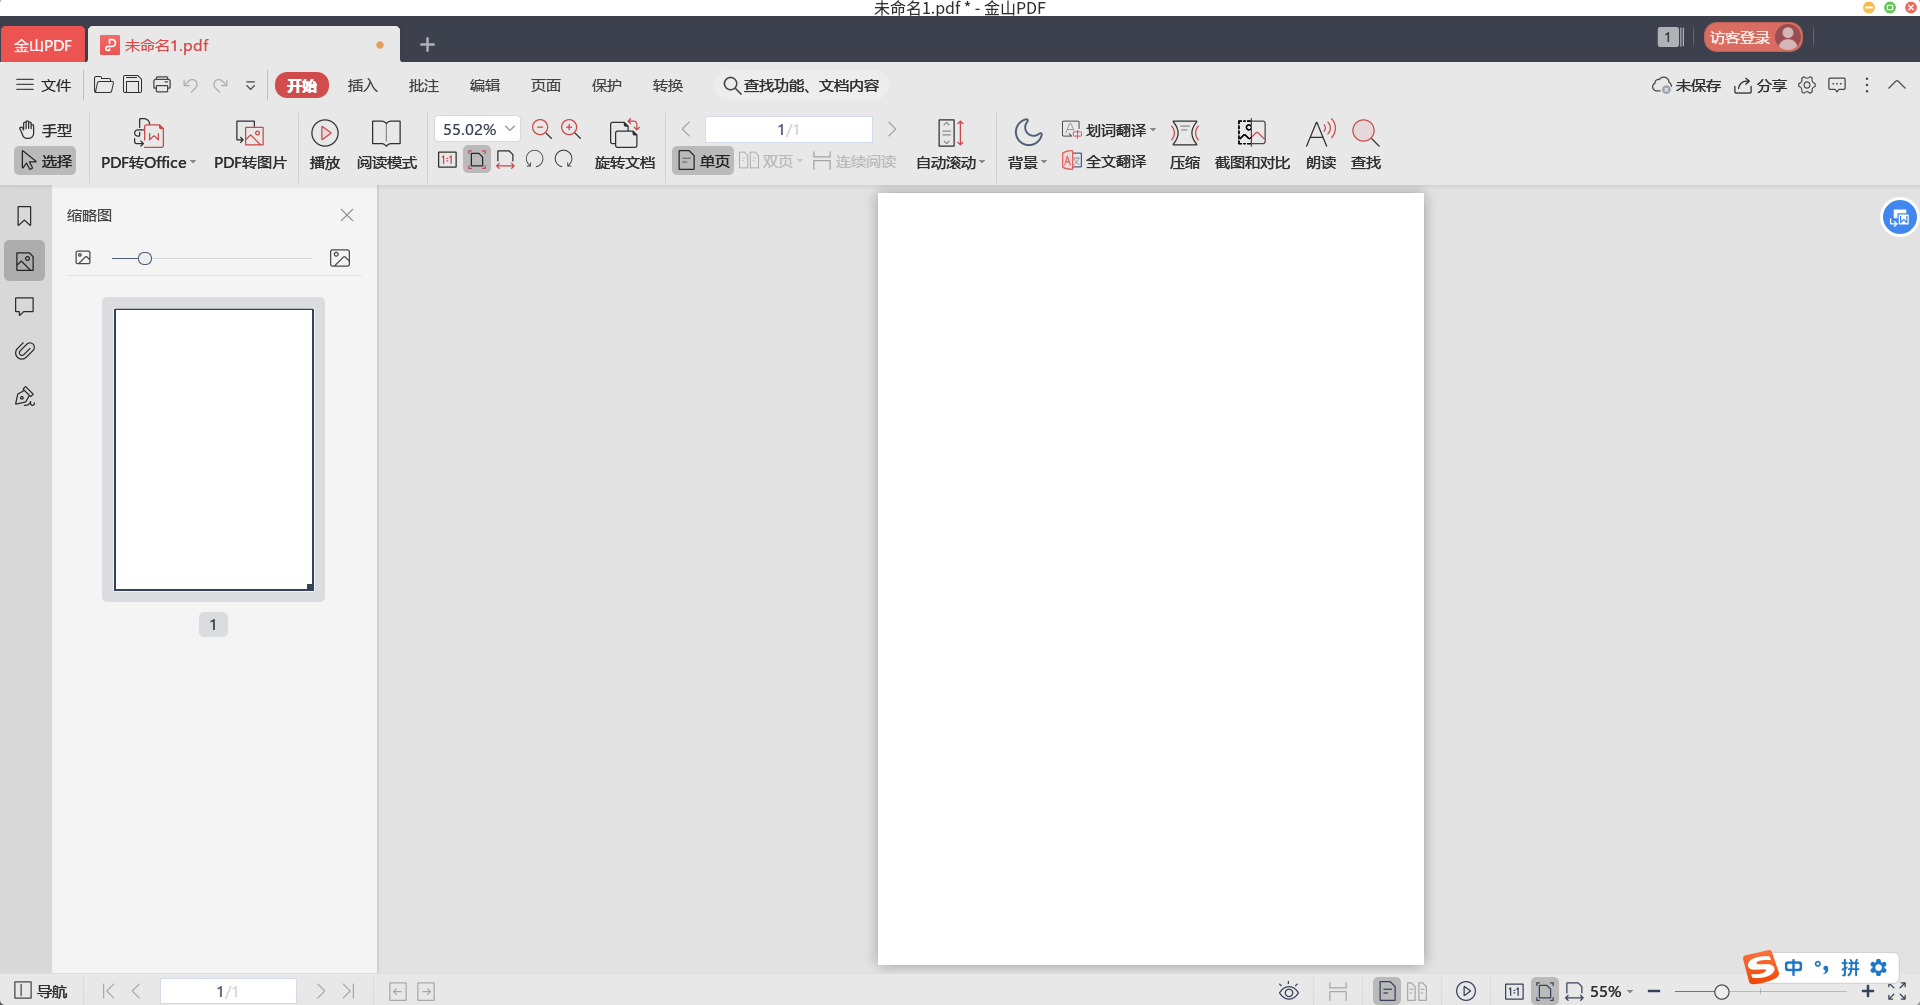 未命名1.pdf * - 金山PDF
金山PDF
未命名1.pdf
1
访客登录
文件
开始
插入
批注
编辑
页面
保护
转换
查找功能、文档内容
未保存
分享
手型
选择
PDF转Office
PDF转图片
播放
阅读模式
55.02%
1:1
旋转文档
1/1
单页
双页
连续阅读
自动滚动
背景
划词翻译
全文翻译
压缩
截图和对比
朗读
查找
缩略图
1
导航
1/1
1:1
55%
中 °, 拼